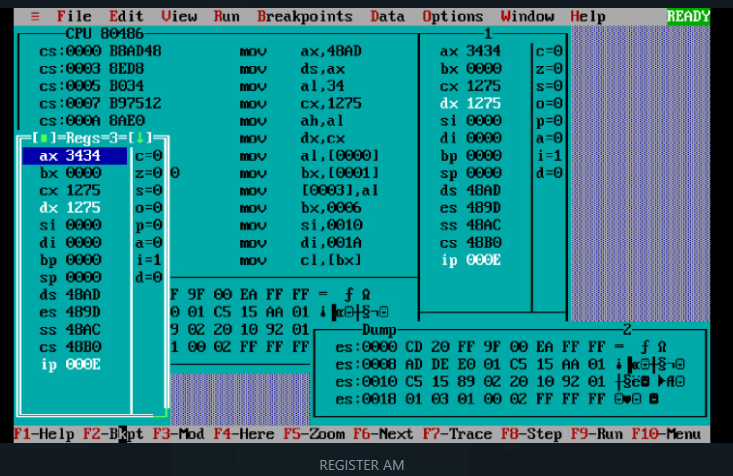 ≡ File Edit View Run Breakpoints Data Options Window Help READY
CPU 80486 1
cs:0000 B8AD48 mov ax,48AD ax 3434 c=0
cs:0003 8ED8 mov ds,ax bx 0000 z=0
cs:0005 B034 mov al,34 cx 1275 s=0
cs:0007 B97512 mov cx,1275 dx 1275 o=0
cs:000A 8AE0 mov ah,al si 0000 p=0
mov dx,cx di 0000 a=0
mov al,[0000] bp 0000 i=1
mov bx,[0001] sp 0000 d=0
mov [0003],al ds 48AD
mov bx,0006 es 489D
mov si,0010 ss 48AC
mov di,001A cs 48B0
mov cl,[bx] ip 000E
[■]=Regs=3=[↓]
ax 3434 c=0
bx 0000 z=0 0
cx 1275 s=0
dx 1275 o=0
si 0000 p=0
di 0000 a=0
bp 0000 i=1
sp 0000 d=0
ds 48AD
es 489D
ss 48AC
cs 48B0
ip 000E
F 9F 00 EA FF FF = ƒ Ω
0 01 C5 15 AA 01
9 02 20 10 92 01
1 00 02 FF FF FF
Dump 2
es:0000 CD 20 FF 9F 00 EA FF FF = ƒ Ω
es:0008 AD DE E0 01 C5 15 AA 01 ¡▐α☺┼§¬☺
es:0010 C5 15 89 02 20 10 92 01 ┼§ë☻ ►Æ☺
es:0018 01 03 01 00 02 FF FF FF ☺♥☺ ☻
F1-Help F2-Bkpt F3-Mod F4-Here F5-Zoom F6-Next F7-Trace F8-Step F9-Run F10-Menu
REGISTER AM